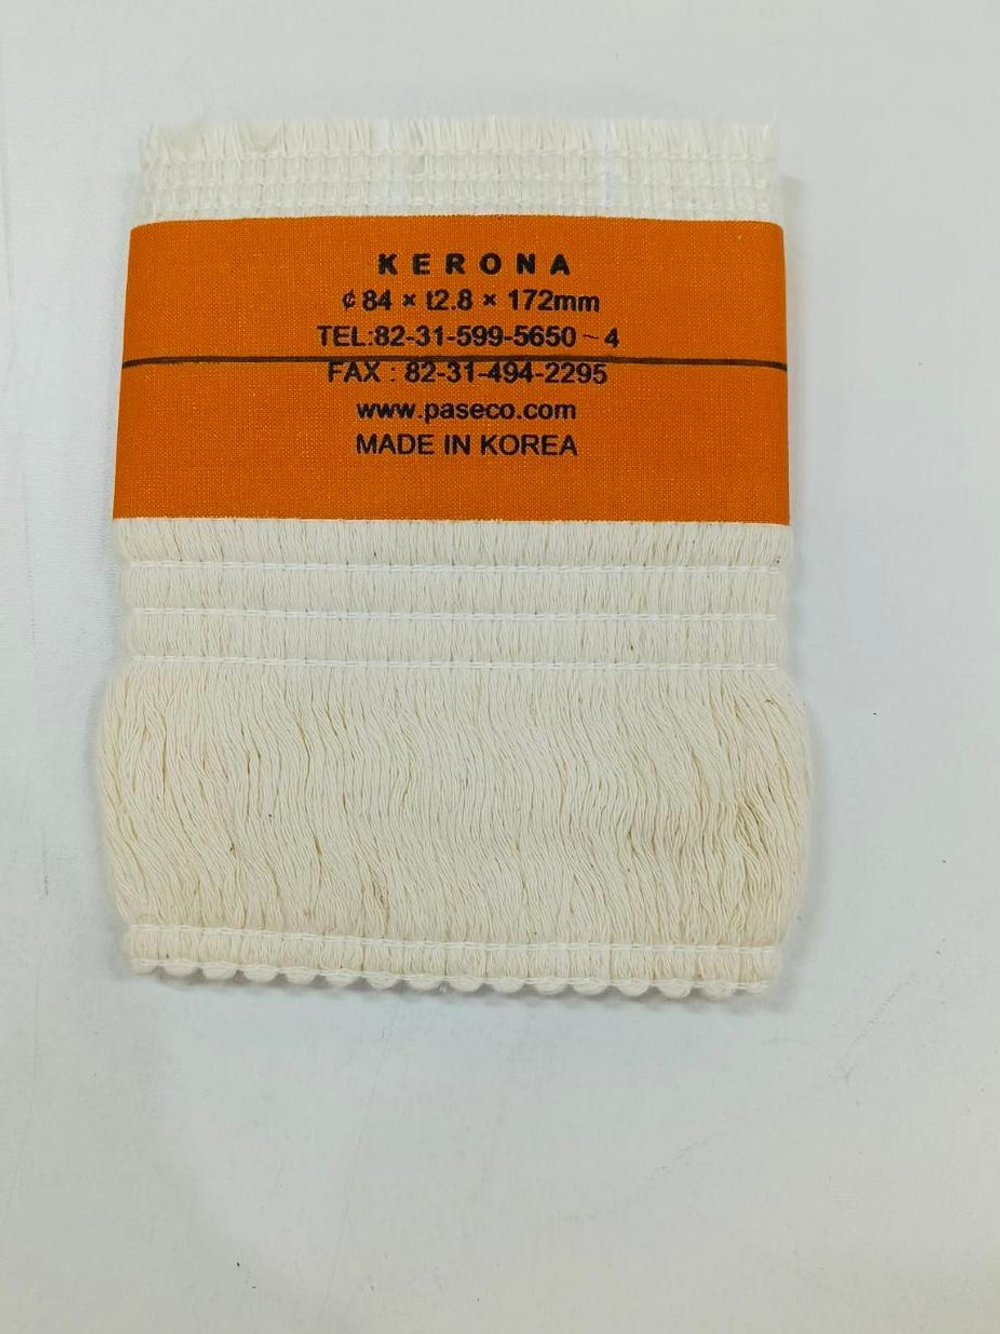 KERONA
¢84 × t2.8 × 172mm
TEL:82-31-599-5650~4
FAX : 82-31-494-2295
www.paseco.com
MADE IN KOREA